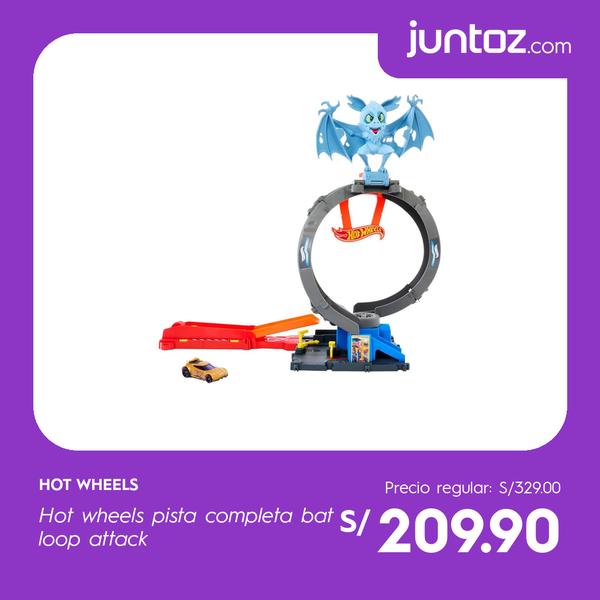 juntoz.com
HOT WHEELS
HOT WHEELS
Precio regular: S/329.00
Hot wheels pista completa bat
loop attack
S/ 209.90